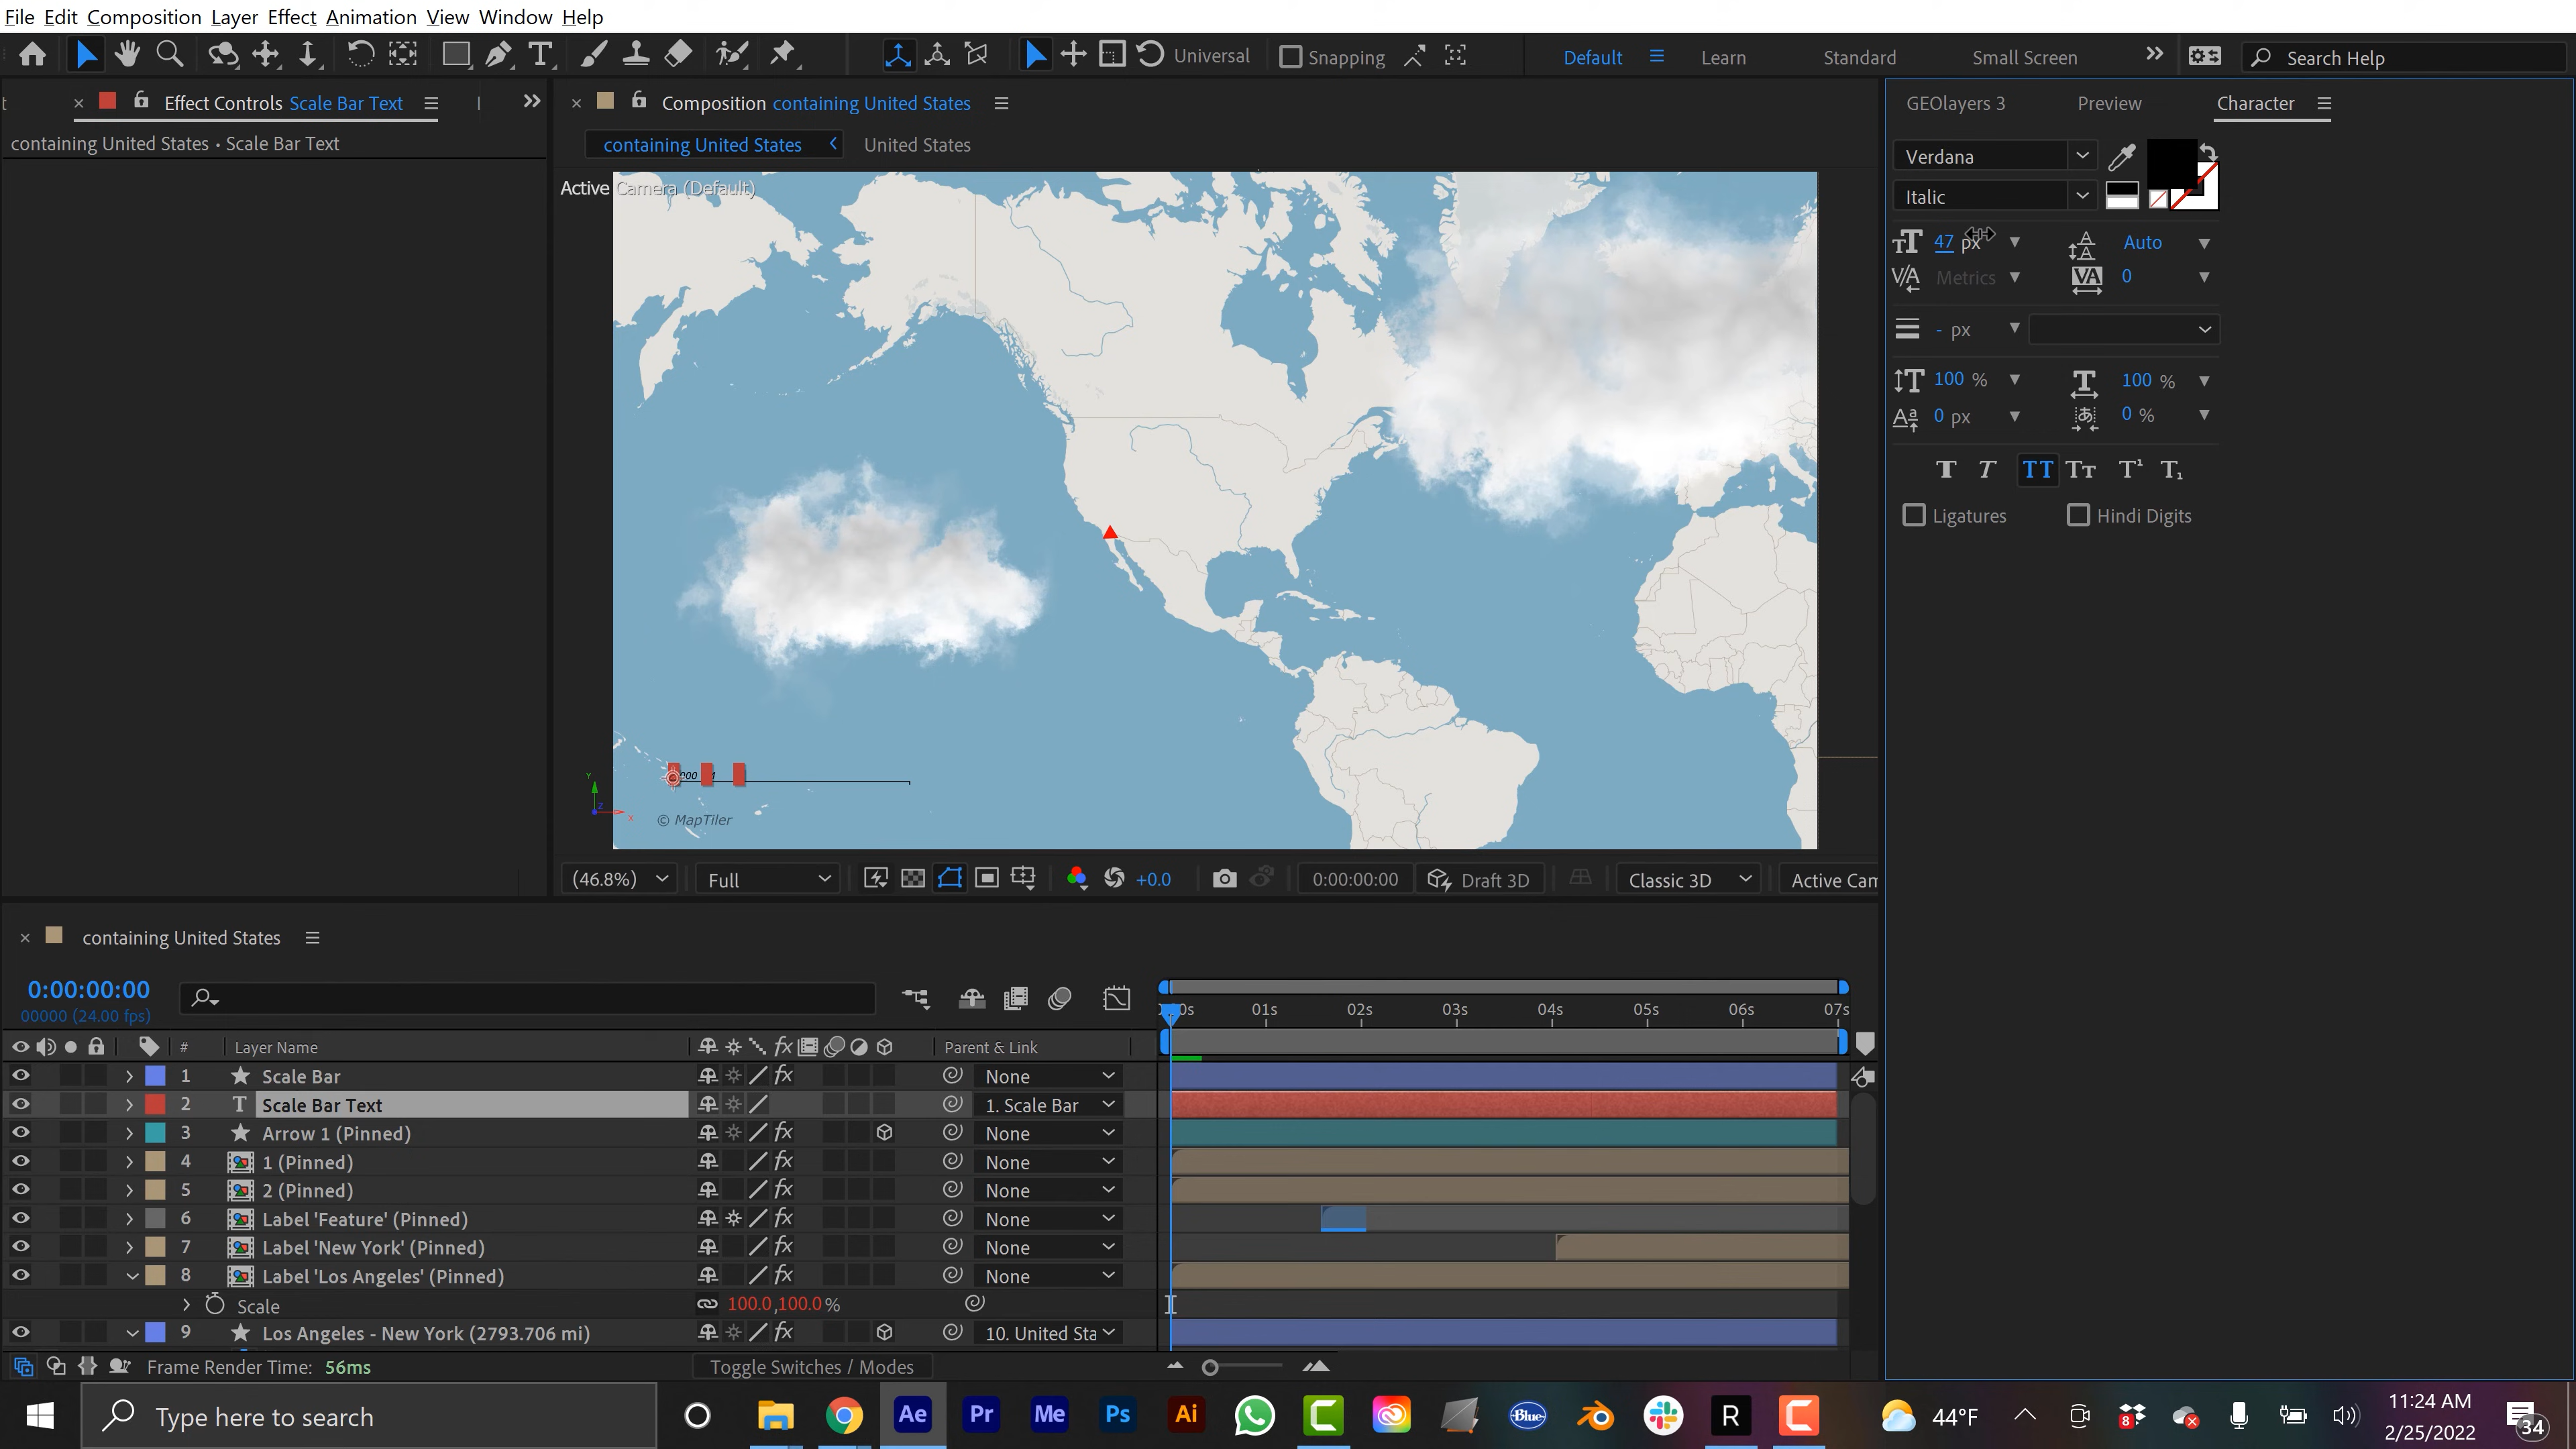 File Edit Composition Layer Effect Animation View Window Help
Universal Snapping Default Learn Standard Small Screen Search Help
Effect Controls Scale Bar Text
Composition containing United States
GEOlayers 3 Preview Character
containing United States • Scale Bar Text
containing United States United States
Active Camera (Default)
Verdana
Italic
47 px Auto
Metrics 0
- px
100 % 100 %
0 px 0 %
Ligatures Hindi Digits
© MapTiler
(46.8%) Full +0.0 0:00:00:00 Draft 3D Classic 3D Active Cam
containing United States
0:00:00:00
00000 (24.00 fps)
01s 02s 03s 04s 05s 06s 07s
# Layer Name Parent & Link
1 Scale Bar None
2 Scale Bar Text 1. Scale Bar
3 Arrow 1 (Pinned) None
4 1 (Pinned) None
5 2 (Pinned) None
6 Label 'Feature' (Pinned) None
7 Label 'New York' (Pinned) None
8 Label 'Los Angeles' (Pinned) None
Scale 100.0,100.0%
9 Los Angeles - New York (2793.706 mi) 10. United Sta
Frame Render Time: 56ms Toggle Switches / Modes
Type here to search Ae Pr Me Ps Ai Blue R 44°F 8 11:24 AM
2/25/2022 34